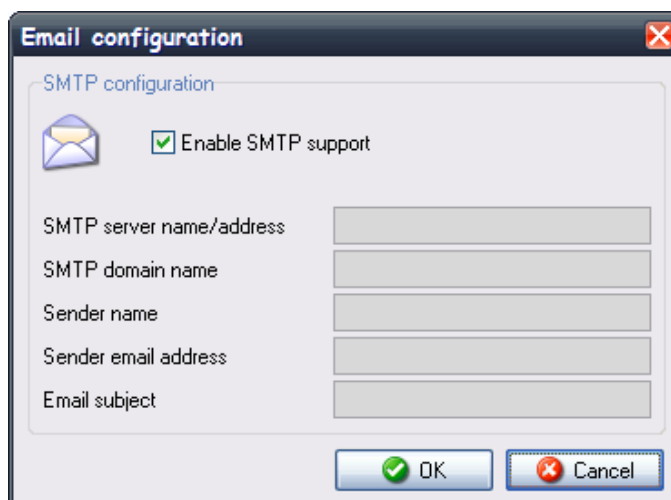 Email configuration
SMTP configuration
Enable SMTP support
SMTP server name/address
SMTP domain name
Sender name
Sender email address
Email subject
OK
Cancel